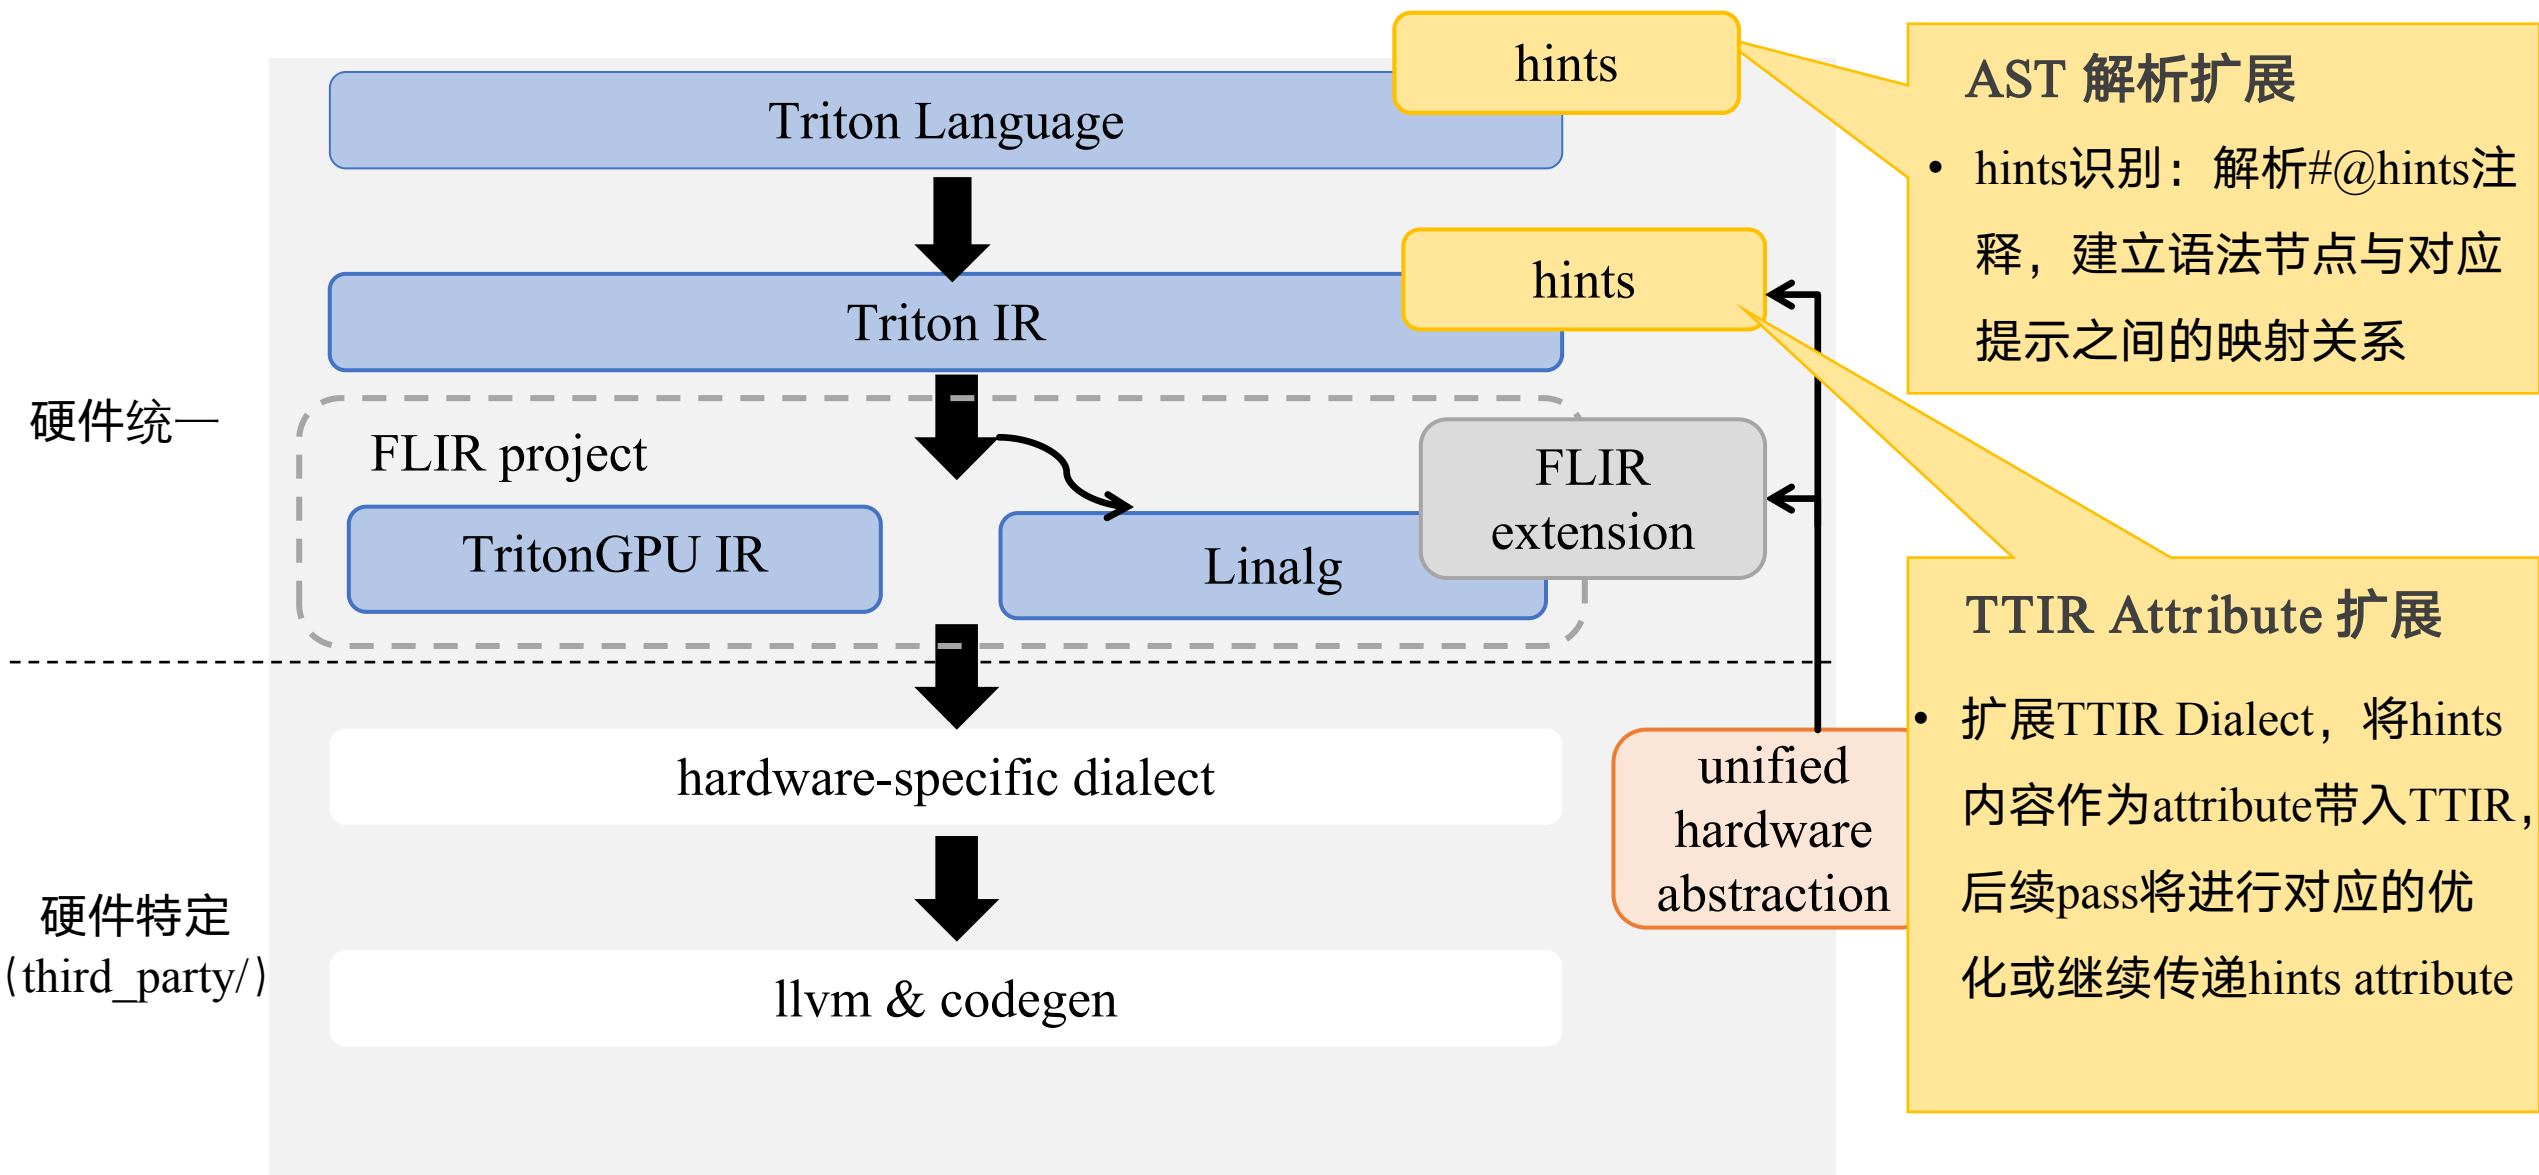 hints
Triton Language
hints
Triton IR
硬件统一
FLIR project
FLIR
extension
TritonGPU IR
Linalg
hardware-specific dialect
unified
hardware
abstraction
硬件特定
(third_party/)
llvm & codegen
AST 解析扩展
• hints识别：解析#@hints注
释，建立语法节点与对应
提示之间的映射关系
TTIR Attribute 扩展
• 扩展TTIR Dialect，将hints
内容作为attribute带入TTIR，
后续pass将进行对应的优
化或继续传递hints attribute